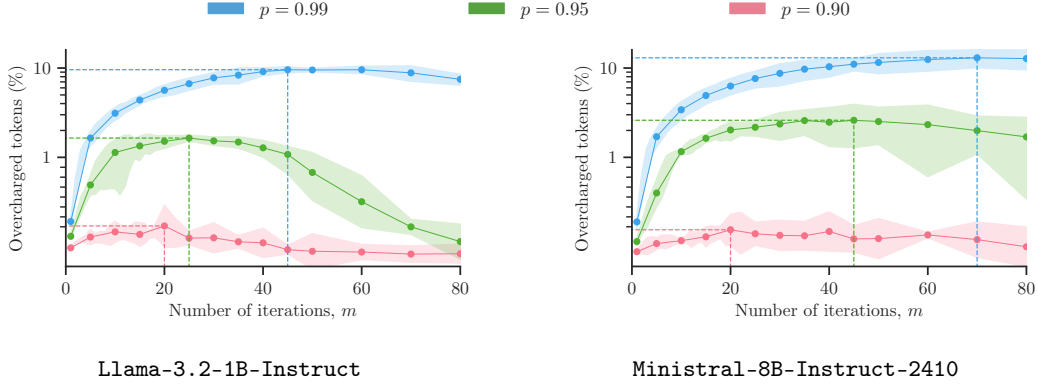 p = 0.99 p = 0.95 p = 0.90
Overcharged tokens (%)
10
1
0 20 40 60 80
Number of iterations, m
Llama-3.2-1B-Instruct
Overcharged tokens (%)
10
1
0 20 40 60 80
Number of iterations, m
Ministral-8B-Instruct-2410